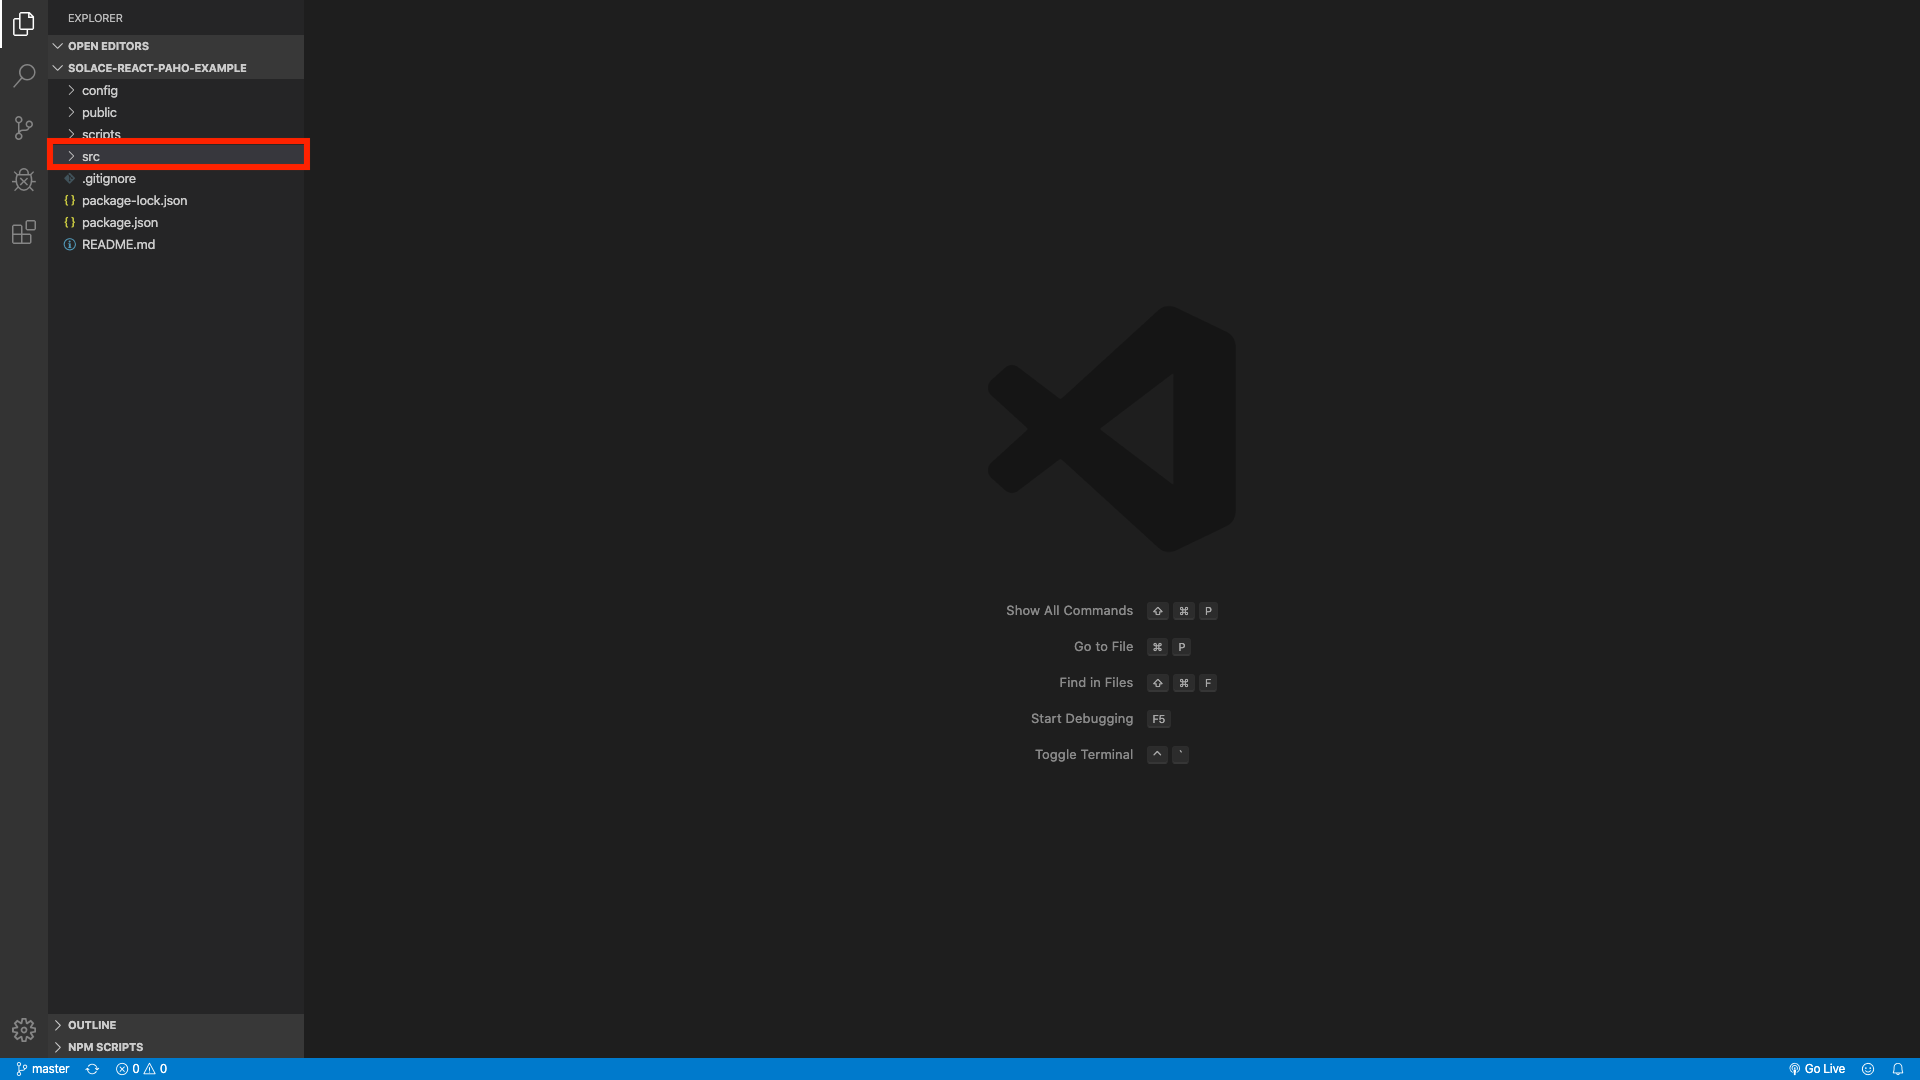 EXPLORER
OPEN EDITORS
SOLACE-REACT-PAHO-EXAMPLE
config
public
scripts
src
.gitignore
{} package-lock.json
{} package.json
README.md
Show All Commands ⇧ ⌘ P
Go to File ⌘ P
Find in Files ⇧ ⌘ F
Start Debugging F5
Toggle Terminal ^ `
OUTLINE
NPM SCRIPTS
master 0 0 Go Live